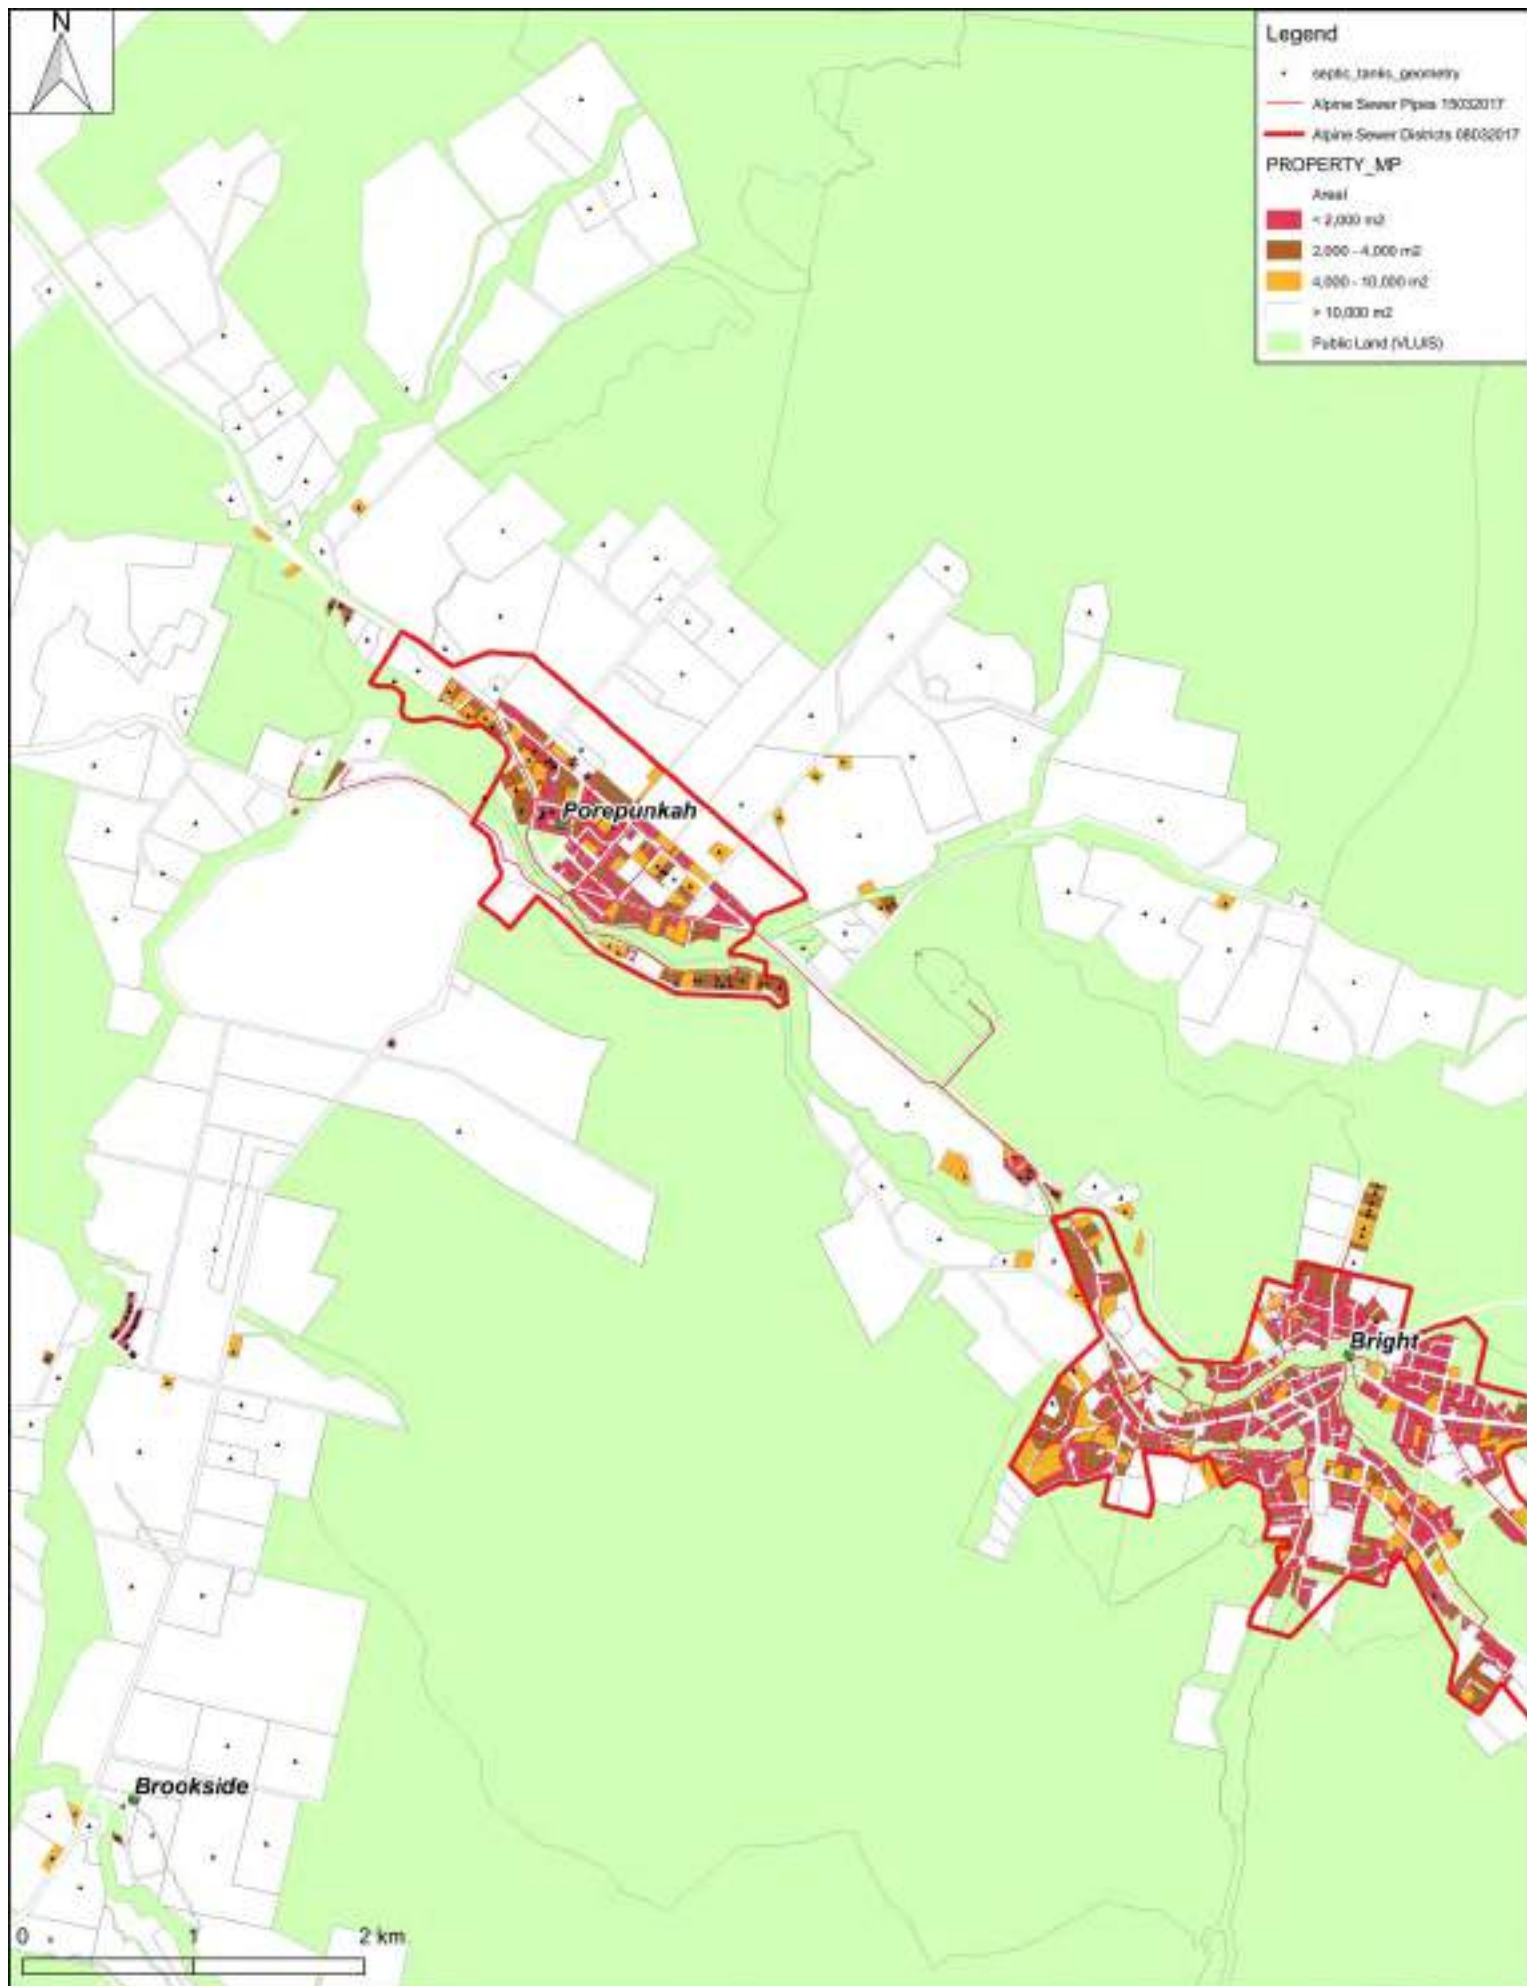 N
Legend
septic_tanks_geometry
Alpine Sewer Pipes 15032017
Alpine Sewer Districts 08032017
PROPERTY_MP
Areal
< 2,000 m2
2,000 - 4,000 m2
4,000 - 10,000 m2
> 10,000 m2
Public Land (VLUIS)
Porepunkah
Bright
Brookside
0 1 2 km